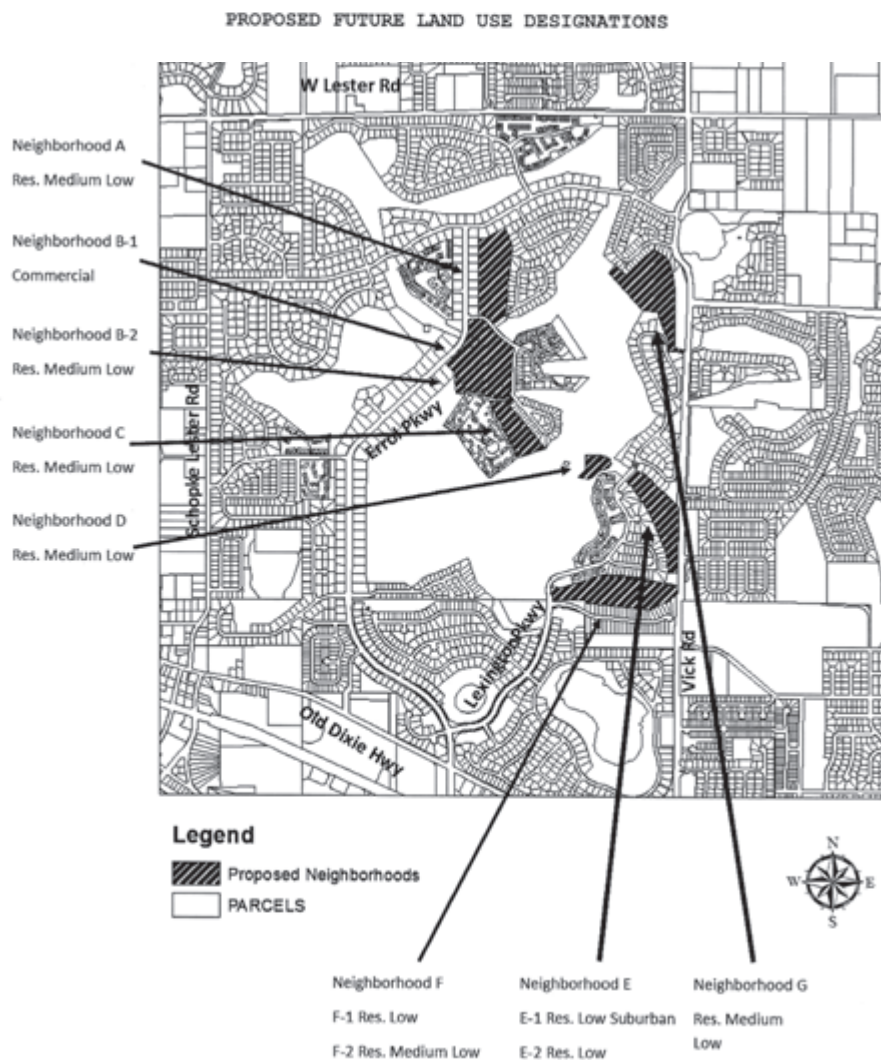 PROPOSED FUTURE LAND USE DESIGNATIONS
W Lester Rd
Neighborhood A
Res. Medium Low
Neighborhood B-1
Commercial
Neighborhood B-2
Res. Medium Low
Neighborhood C
Res. Medium Low
Neighborhood D
Res. Medium Low
Schopke Lester Rd
Errol Pkwy
Lexington Pkwy
Vick Rd
Old Dixie Hwy
Legend
Proposed Neighborhoods
PARCELS
N
W E
S
Neighborhood F
F-1 Res. Low
F-2 Res. Medium Low
Neighborhood E
E-1 Res. Low Suburban
E-2 Res. Low
Neighborhood G
Res. Medium
Low